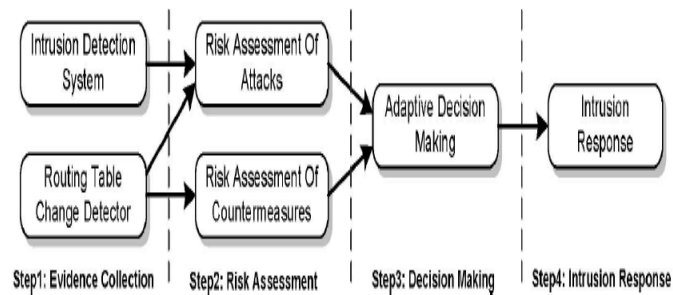 Intrusion Detection
System
Risk Assessment Of
Attacks
Adaptive Decision
Making
Intrusion
Response
Routing Table
Change Detector
Risk Assessment Of
Countermeasures
Step1: Evidence Collection
Step2: Risk Assessment
Step3: Decision Making
Step4: Intrusion Response